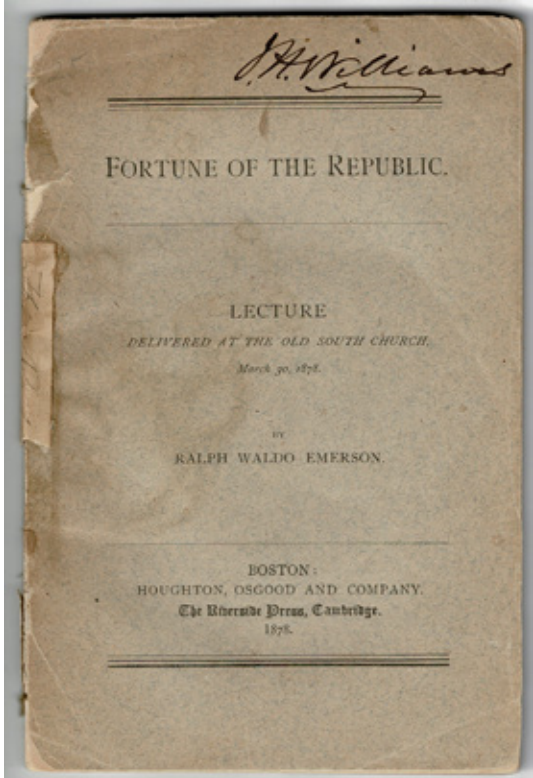 J. H. Williams
FORTUNE OF THE REPUBLIC.
LECTURE
DELIVERED AT THE OLD SOUTH CHURCH,
March 30, 1878.
BY
RALPH WALDO EMERSON.
BOSTON:
HOUGHTON, OSGOOD AND COMPANY.
The Riverside Press, Cambridge.
1878.